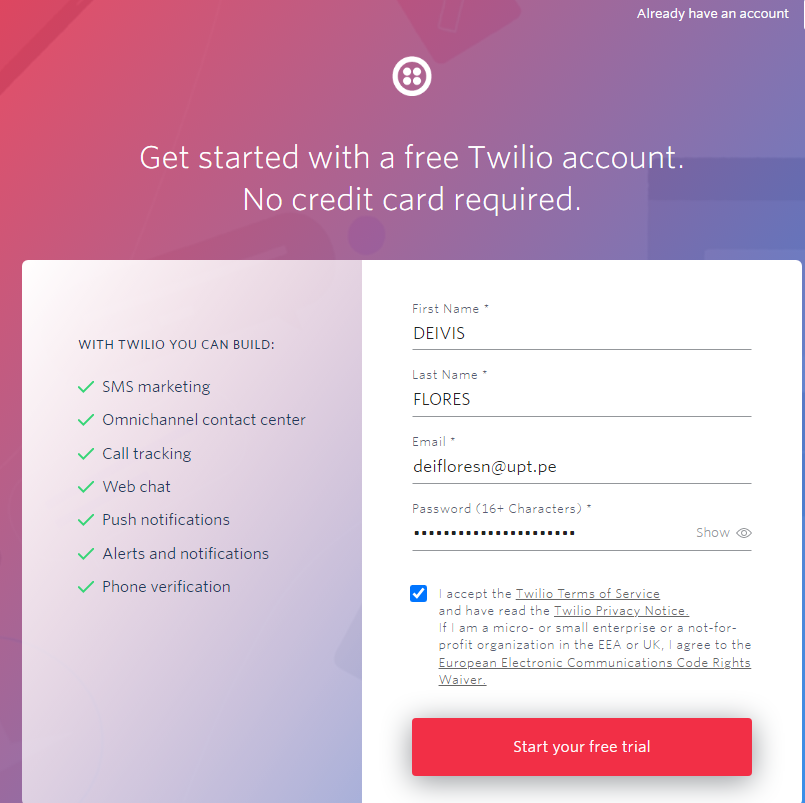 Already have an account
Get started with a free Twilio account.
No credit card required.
WITH TWILIO YOU CAN BUILD:
SMS marketing
Omnichannel contact center
Call tracking
Web chat
Push notifications
Alerts and notifications
Phone verification
First Name *
DEIVIS
Last Name *
FLORES
Email *
deifloresn@upt.pe
Password (16+ Characters) *
••••••••••••••••••••••
Show
I accept the Twilio Terms of Service
and have read the Twilio Privacy Notice.
If I am a micro- or small enterprise or a not-for-
profit organization in the EEA or UK, I agree to the
European Electronic Communications Code Rights
Waiver.
Start your free trial